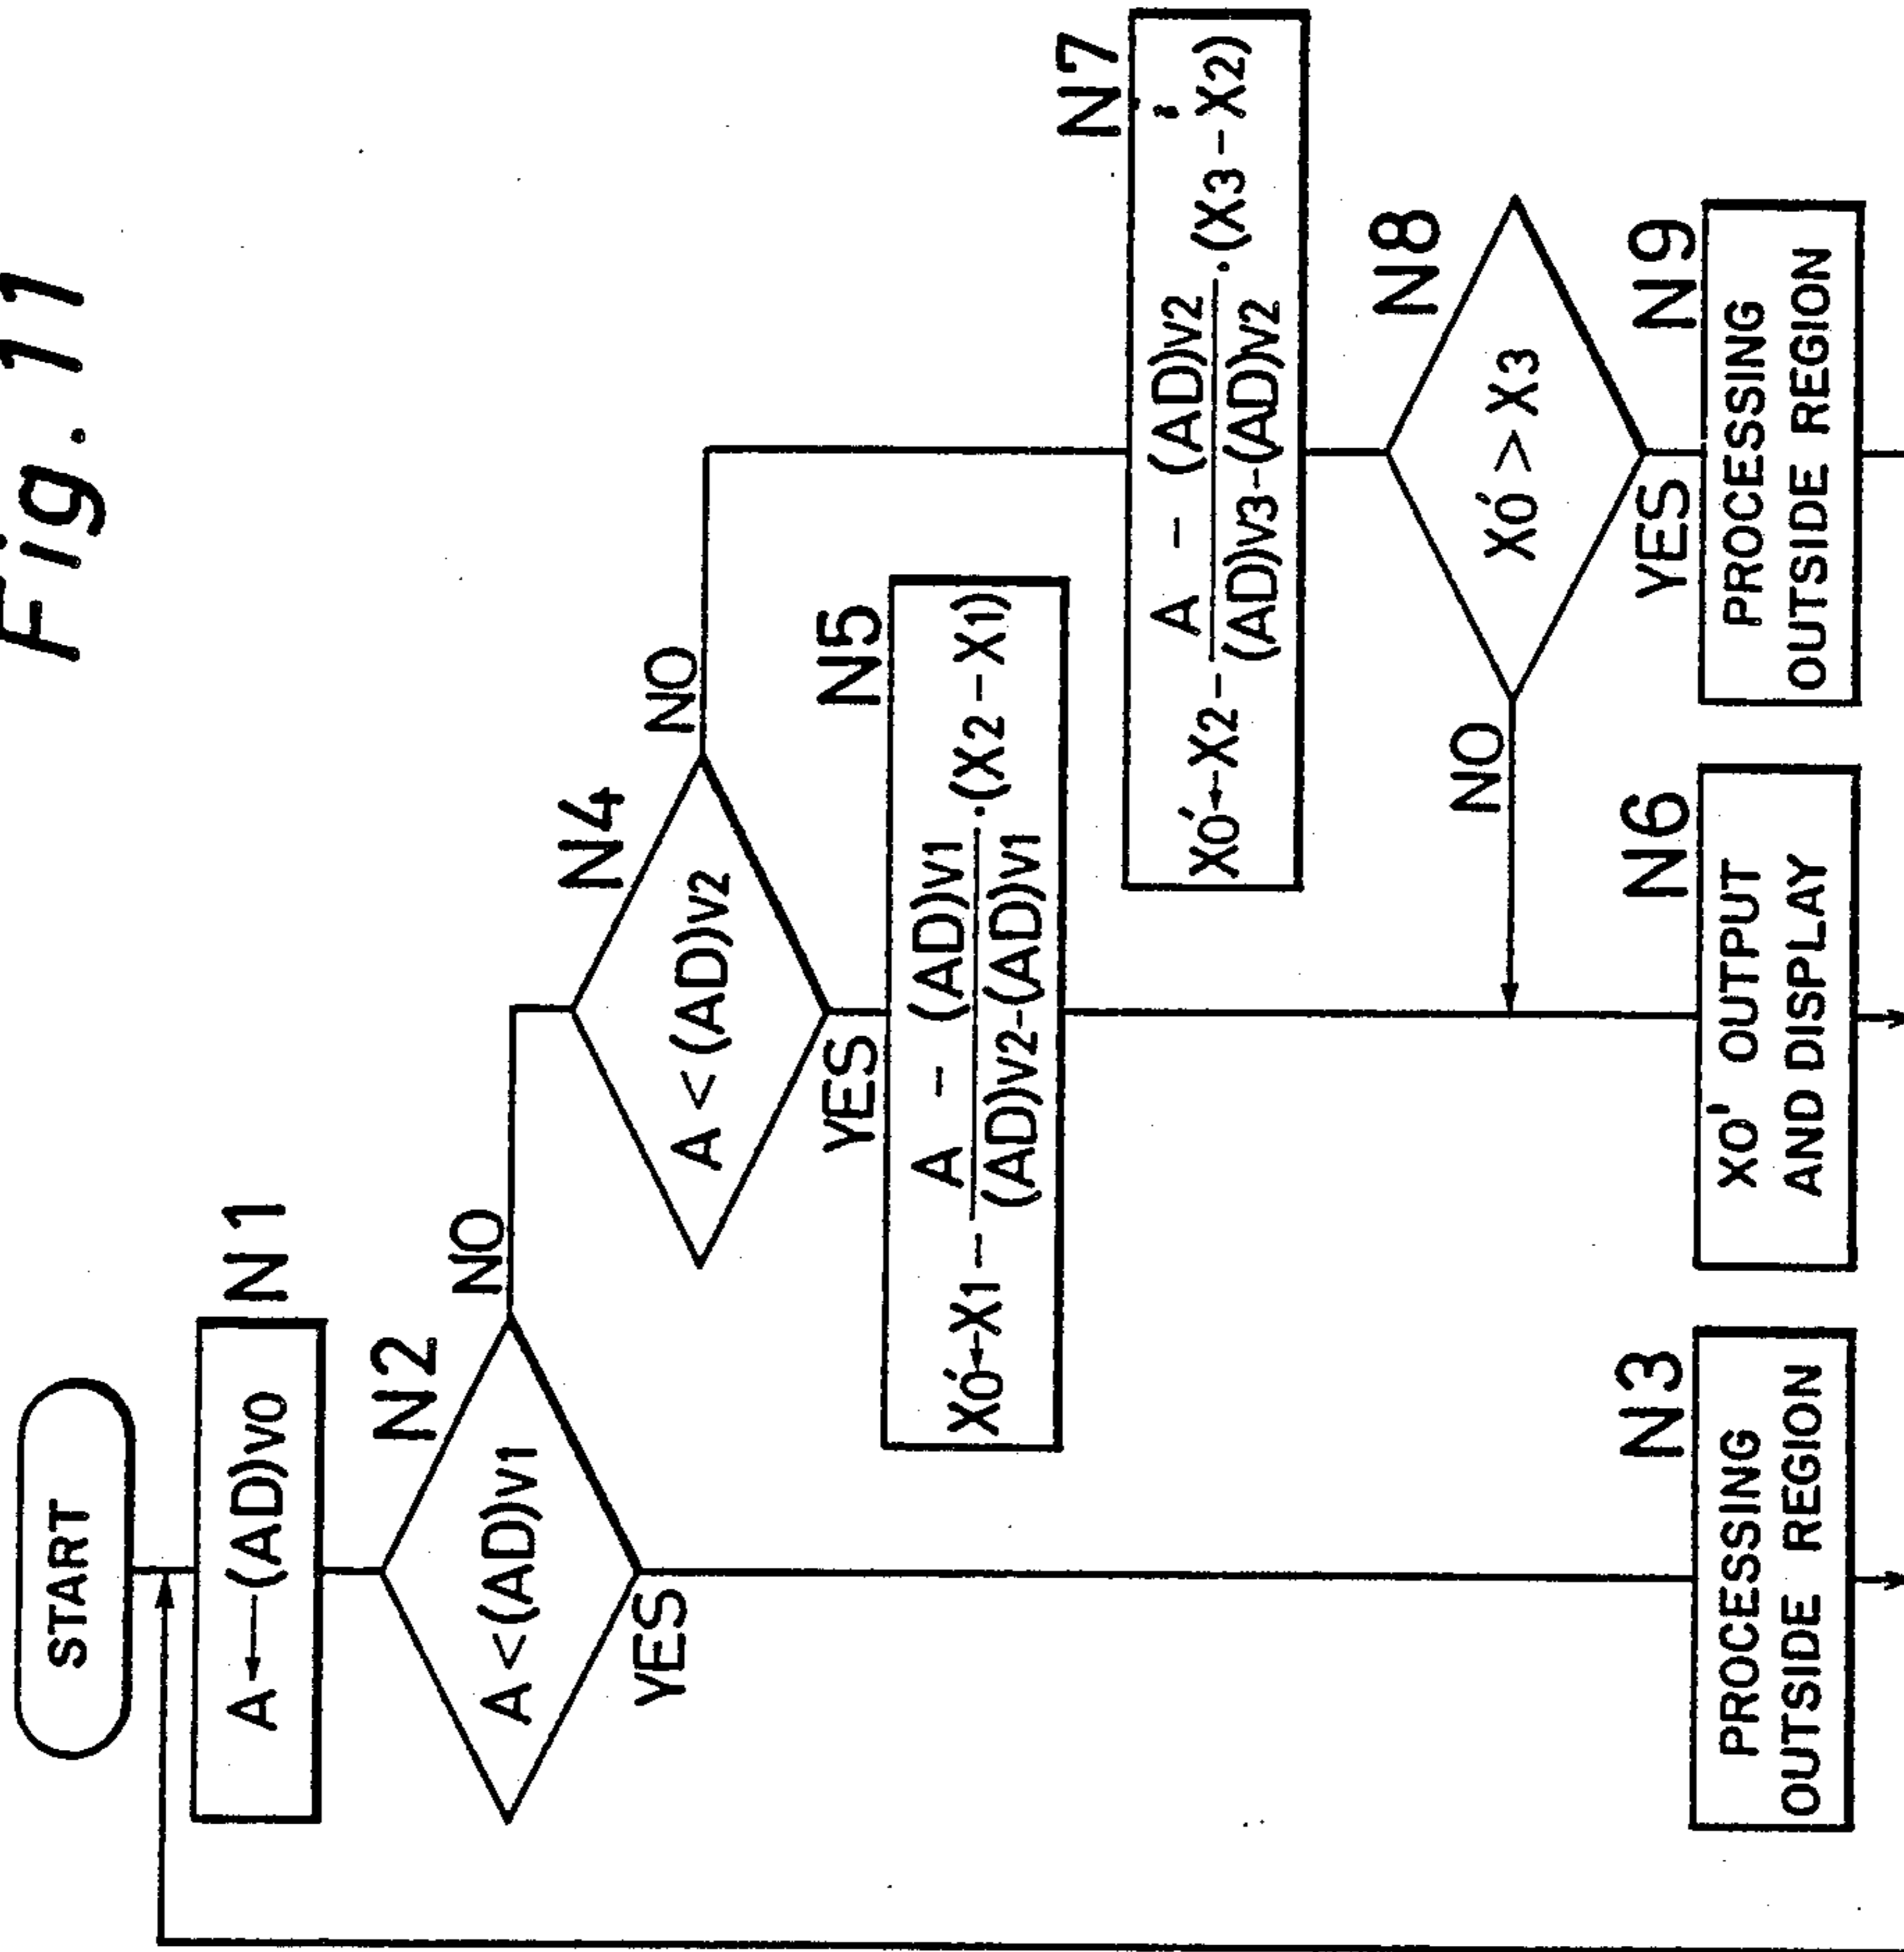 Fig. 11
START
N1
A ← (AD)V0
N2
A < (AD)V1
NO
YES
N4
A < (AD)V2
NO
YES
N5
X0' ← X1 - A - (AD)V1 / (AD)V2-(AD)V1 · (X2 - X1)
N7
X0' ← X2 - A - (AD)V2 / (AD)V3-(AD)V2 · (X3 - X2)
N8
X0' > X3
NO
YES
N3
PROCESSING
OUTSIDE REGION
N6
X0' OUTPUT
AND DISPLAY
N9
PROCESSING
OUTSIDE REGION